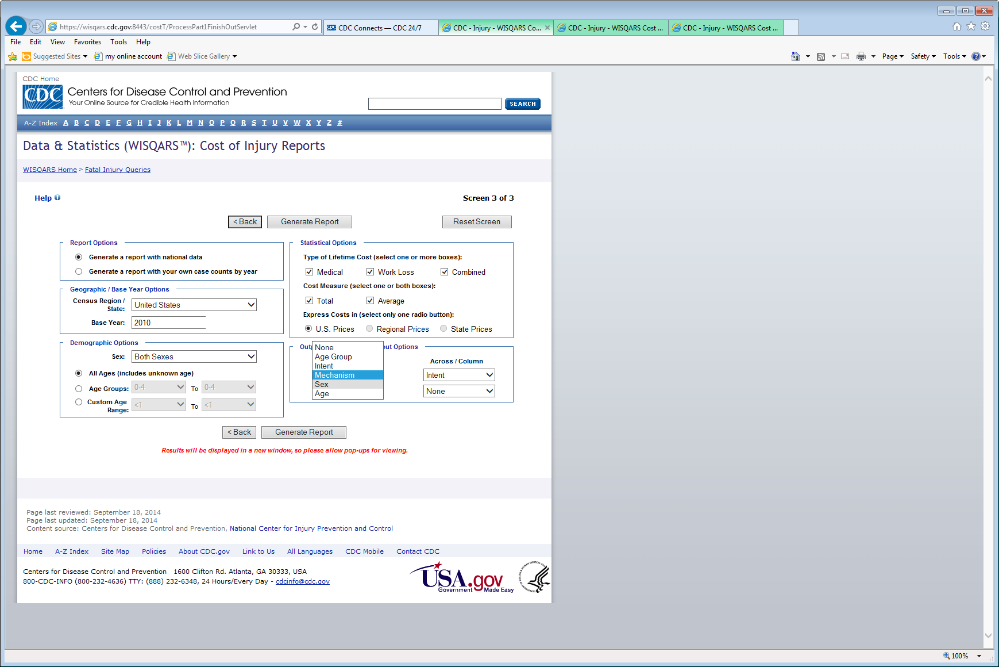 https://wisqars.cdc.gov:8443/costT/ProcessPart1FinishOutServlet
CDC CDC Connects — CDC 24/7
CDC - Injury - WISQARS Co...
CDC - Injury - WISQARS Cost ...
CDC - Injury - WISQARS Cost ...
File Edit View Favorites Tools Help
Suggested Sites my online account Web Slice Gallery
Page Safety Tools
CDC Home
CDC
Centers for Disease Control and Prevention
Your Online Source for Credible Health Information
SEARCH
A-Z Index A B C D E F G H I J K L M N O P Q R S T U V W X Y Z #
Data & Statistics (WISQARS™): Cost of Injury Reports
WISQARS Home > Fatal Injury Queries
Help
Screen 3 of 3
< Back Generate Report Reset Screen
Report Options
Generate a report with national data
Generate a report with your own case counts by year
Geographic / Base Year Options
Census Region / State: United States
Base Year: 2010
Demographic Options
Sex: Both Sexes
All Ages (includes unknown age)
Age Groups: 0-4 To 0-4
Custom Age Range: <1 To <1
Statistical Options
Type of Lifetime Cost (select one or more boxes):
Medical Work Loss Combined
Cost Measure (select one or both boxes):
Total Average
Express Costs in (select only one radio button):
U.S. Prices Regional Prices State Prices
Outp
out Options
None
Age Group
Intent
Mechanism
Sex
Age
Across / Column
Intent
None
< Back Generate Report
Results will be displayed in a new window, so please allow pop-ups for viewing.
Page last reviewed: September 18, 2014
Page last updated: September 18, 2014
Content source: Centers for Disease Control and Prevention, National Center for Injury Prevention and Control
Home A-Z Index Site Map Policies About CDC.gov Link to Us All Languages CDC Mobile Contact CDC
Centers for Disease Control and Prevention 1600 Clifton Rd. Atlanta, GA 30333, USA
800-CDC-INFO (800-232-4636) TTY: (888) 232-6348, 24 Hours/Every Day - cdcinfo@cdc.gov
USA.gov
Government Made Easy
100%